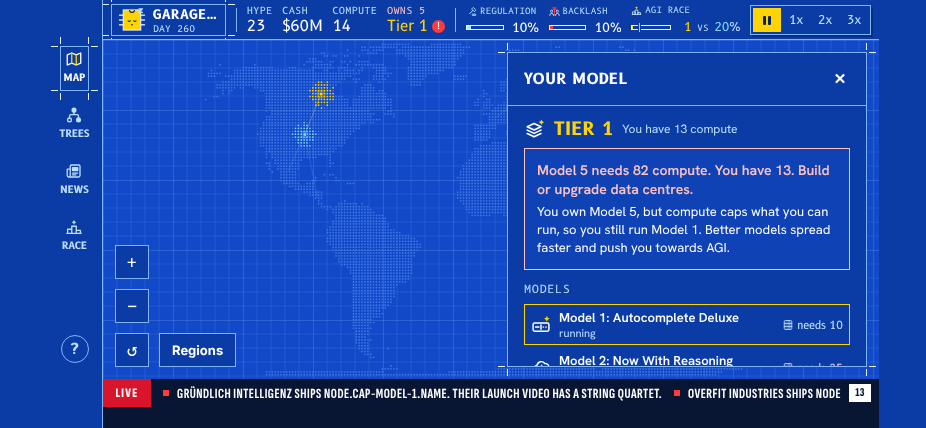 GARAGE...
DAY 260
HYPE
23
CASH
$60M
COMPUTE
14
OWNS 5
Tier 1 !
REGULATION
10%
BACKLASH
10%
AGI RACE
1 VS 20%
1x 2x 3x
MAP
TREES
NEWS
RACE
?
+
−
↺
Regions
YOUR MODEL
×
TIER 1 You have 13 compute
Model 5 needs 82 compute. You have 13. Build
or upgrade data centres.
You own Model 5, but compute caps what you can
run, so you still run Model 1. Better models spread
faster and push you towards AGI.
MODELS
Model 1: Autocomplete Deluxe
running
needs 10
Model 2: Now With Reasoning
LIVE
GRÜNDLICH INTELLIGENZ SHIPS NODE.CAP-MODEL-1.NAME. THEIR LAUNCH VIDEO HAS A STRING QUARTET.
OVERFIT INDUSTRIES SHIPS NODE
13